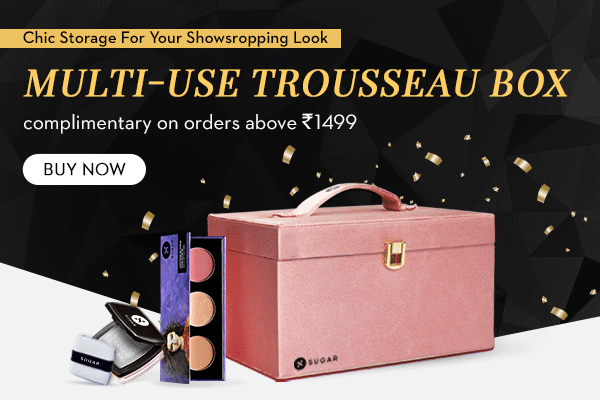 Chic Storage For Your Showsropping Look
MULTI-USE TROUSSEAU BOX
complimentary on orders above ₹1499
BUY NOW
SUGAR
SUGAR